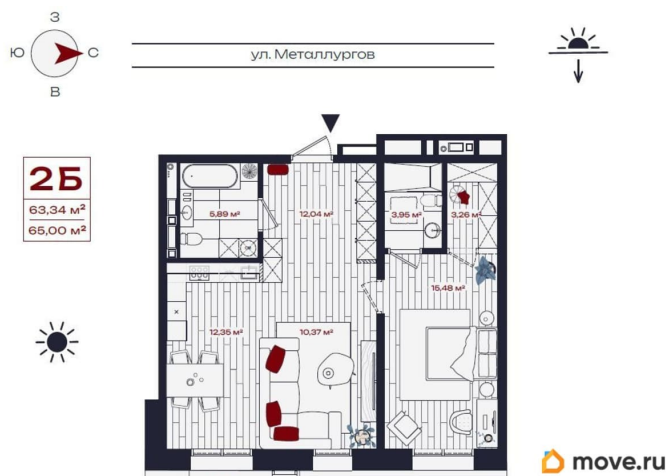 З
Ю
С
В
ул. Металлургов
2Б
63,34 м²
65,00 м²
5,89 м²
12,04 м²
3,95 м²
3,26 м²
15,48 м²
12,35 м²
10,37 м²
move.ru